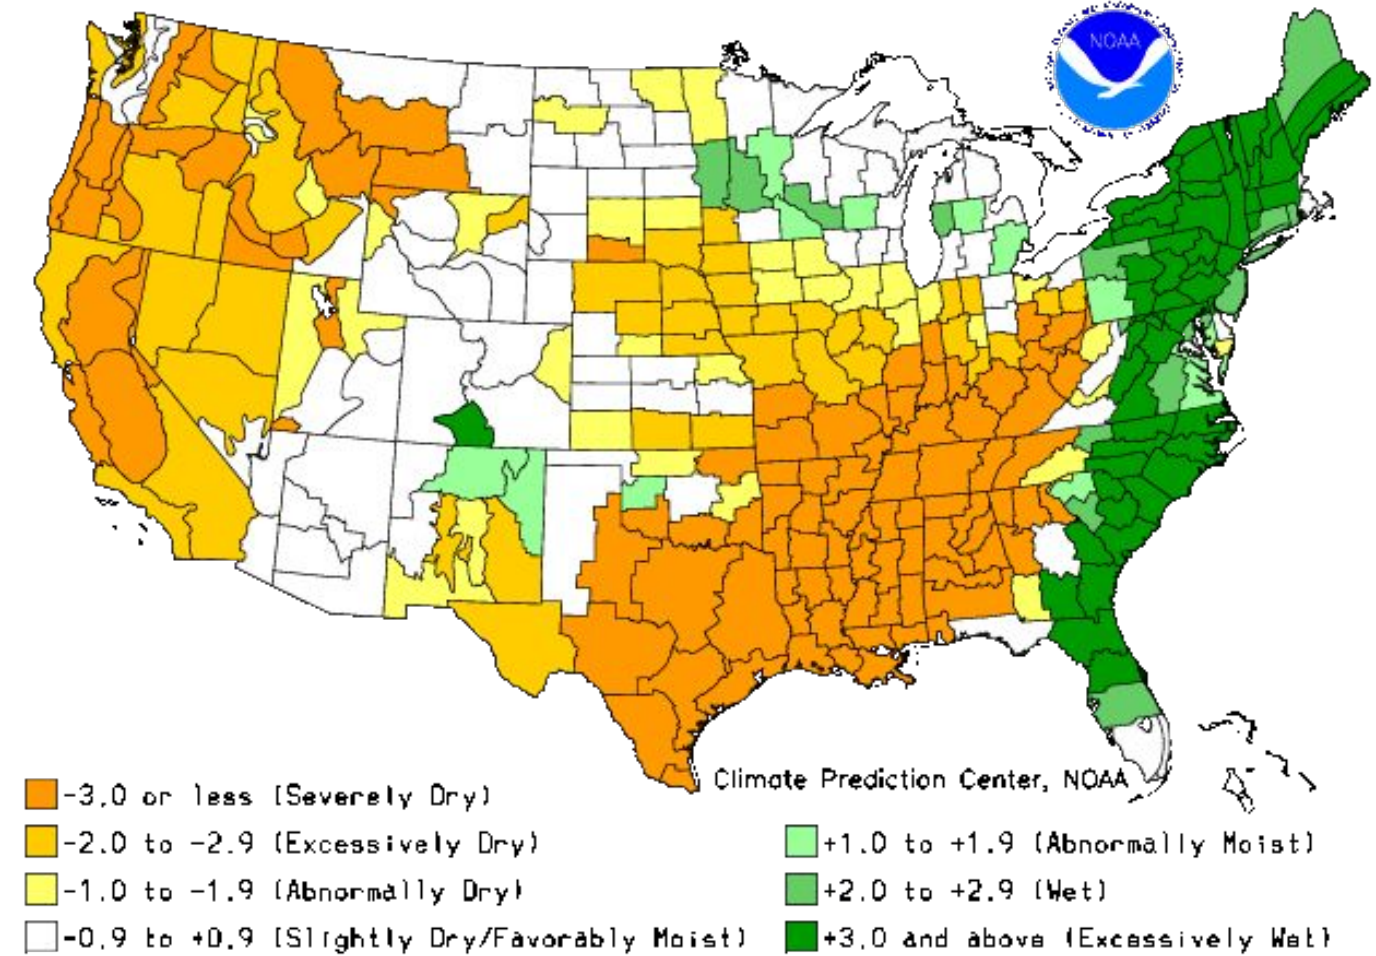 NOAA
Climate Prediction Center, NOAA
-3.0 or less (Severely Dry)
-2.0 to -2.9 (Excessively Dry)
-1.0 to -1.9 (Abnormally Dry)
-0.9 to +0.9 (Slightly Dry/Favorably Moist)
+1.0 to +1.9 (Abnormally Moist)
+2.0 to +2.9 (Wet)
+3.0 and above (Excessively Wet)